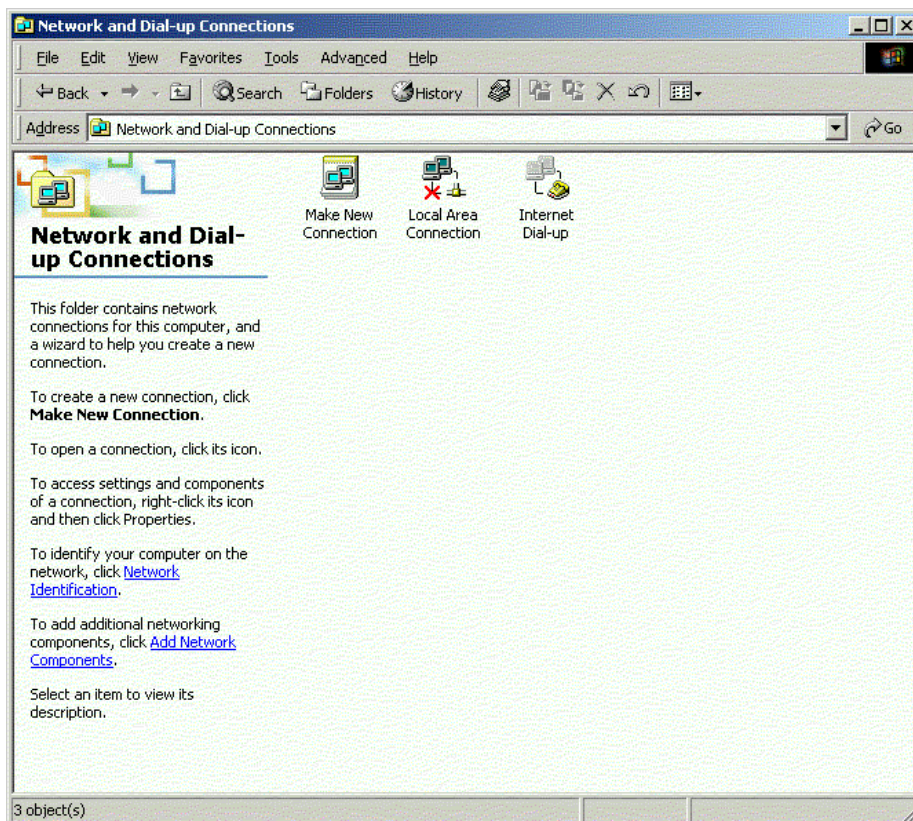 Network and Dial-up Connections
File Edit View Favorites Tools Advanced Help
Back Search Folders History
Address Network and Dial-up Connections Go
Make New Connection
Local Area Connection
Internet Dial-up
Network and Dial-
up Connections
This folder contains network
connections for this computer, and
a wizard to help you create a new
connection.
To create a new connection, click
Make New Connection.
To open a connection, click its icon.
To access settings and components
of a connection, right-click its icon
and then click Properties.
To identify your computer on the
network, click Network
Identification.
To add additional networking
components, click Add Network
Components.
Select an item to view its
description.
3 object(s)